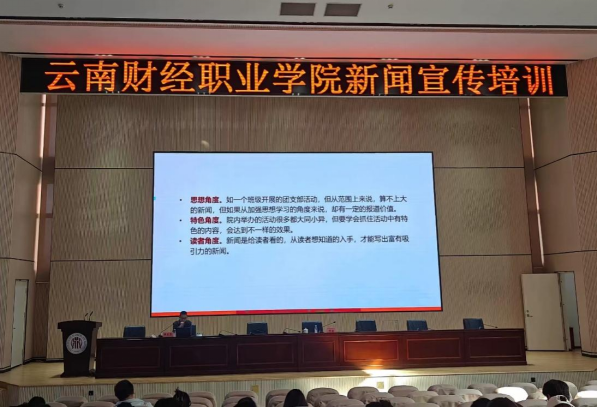 云南财经职业学院新闻宣传培训
• 思想角度。如一个班级开展的团支部活动，但从范围上来说，算不上大
的新闻，但如果从加强思想学习的角度来说，却有一定的报道价值。
• 特色角度。院内举办的活动很多都大同小异，但要学会抓住活动中有特
色的内容，会达到不一样的效果。
• 读者角度。新闻是给读者看的，从读者想知道的入手，才能写出富有吸
引力的新闻。